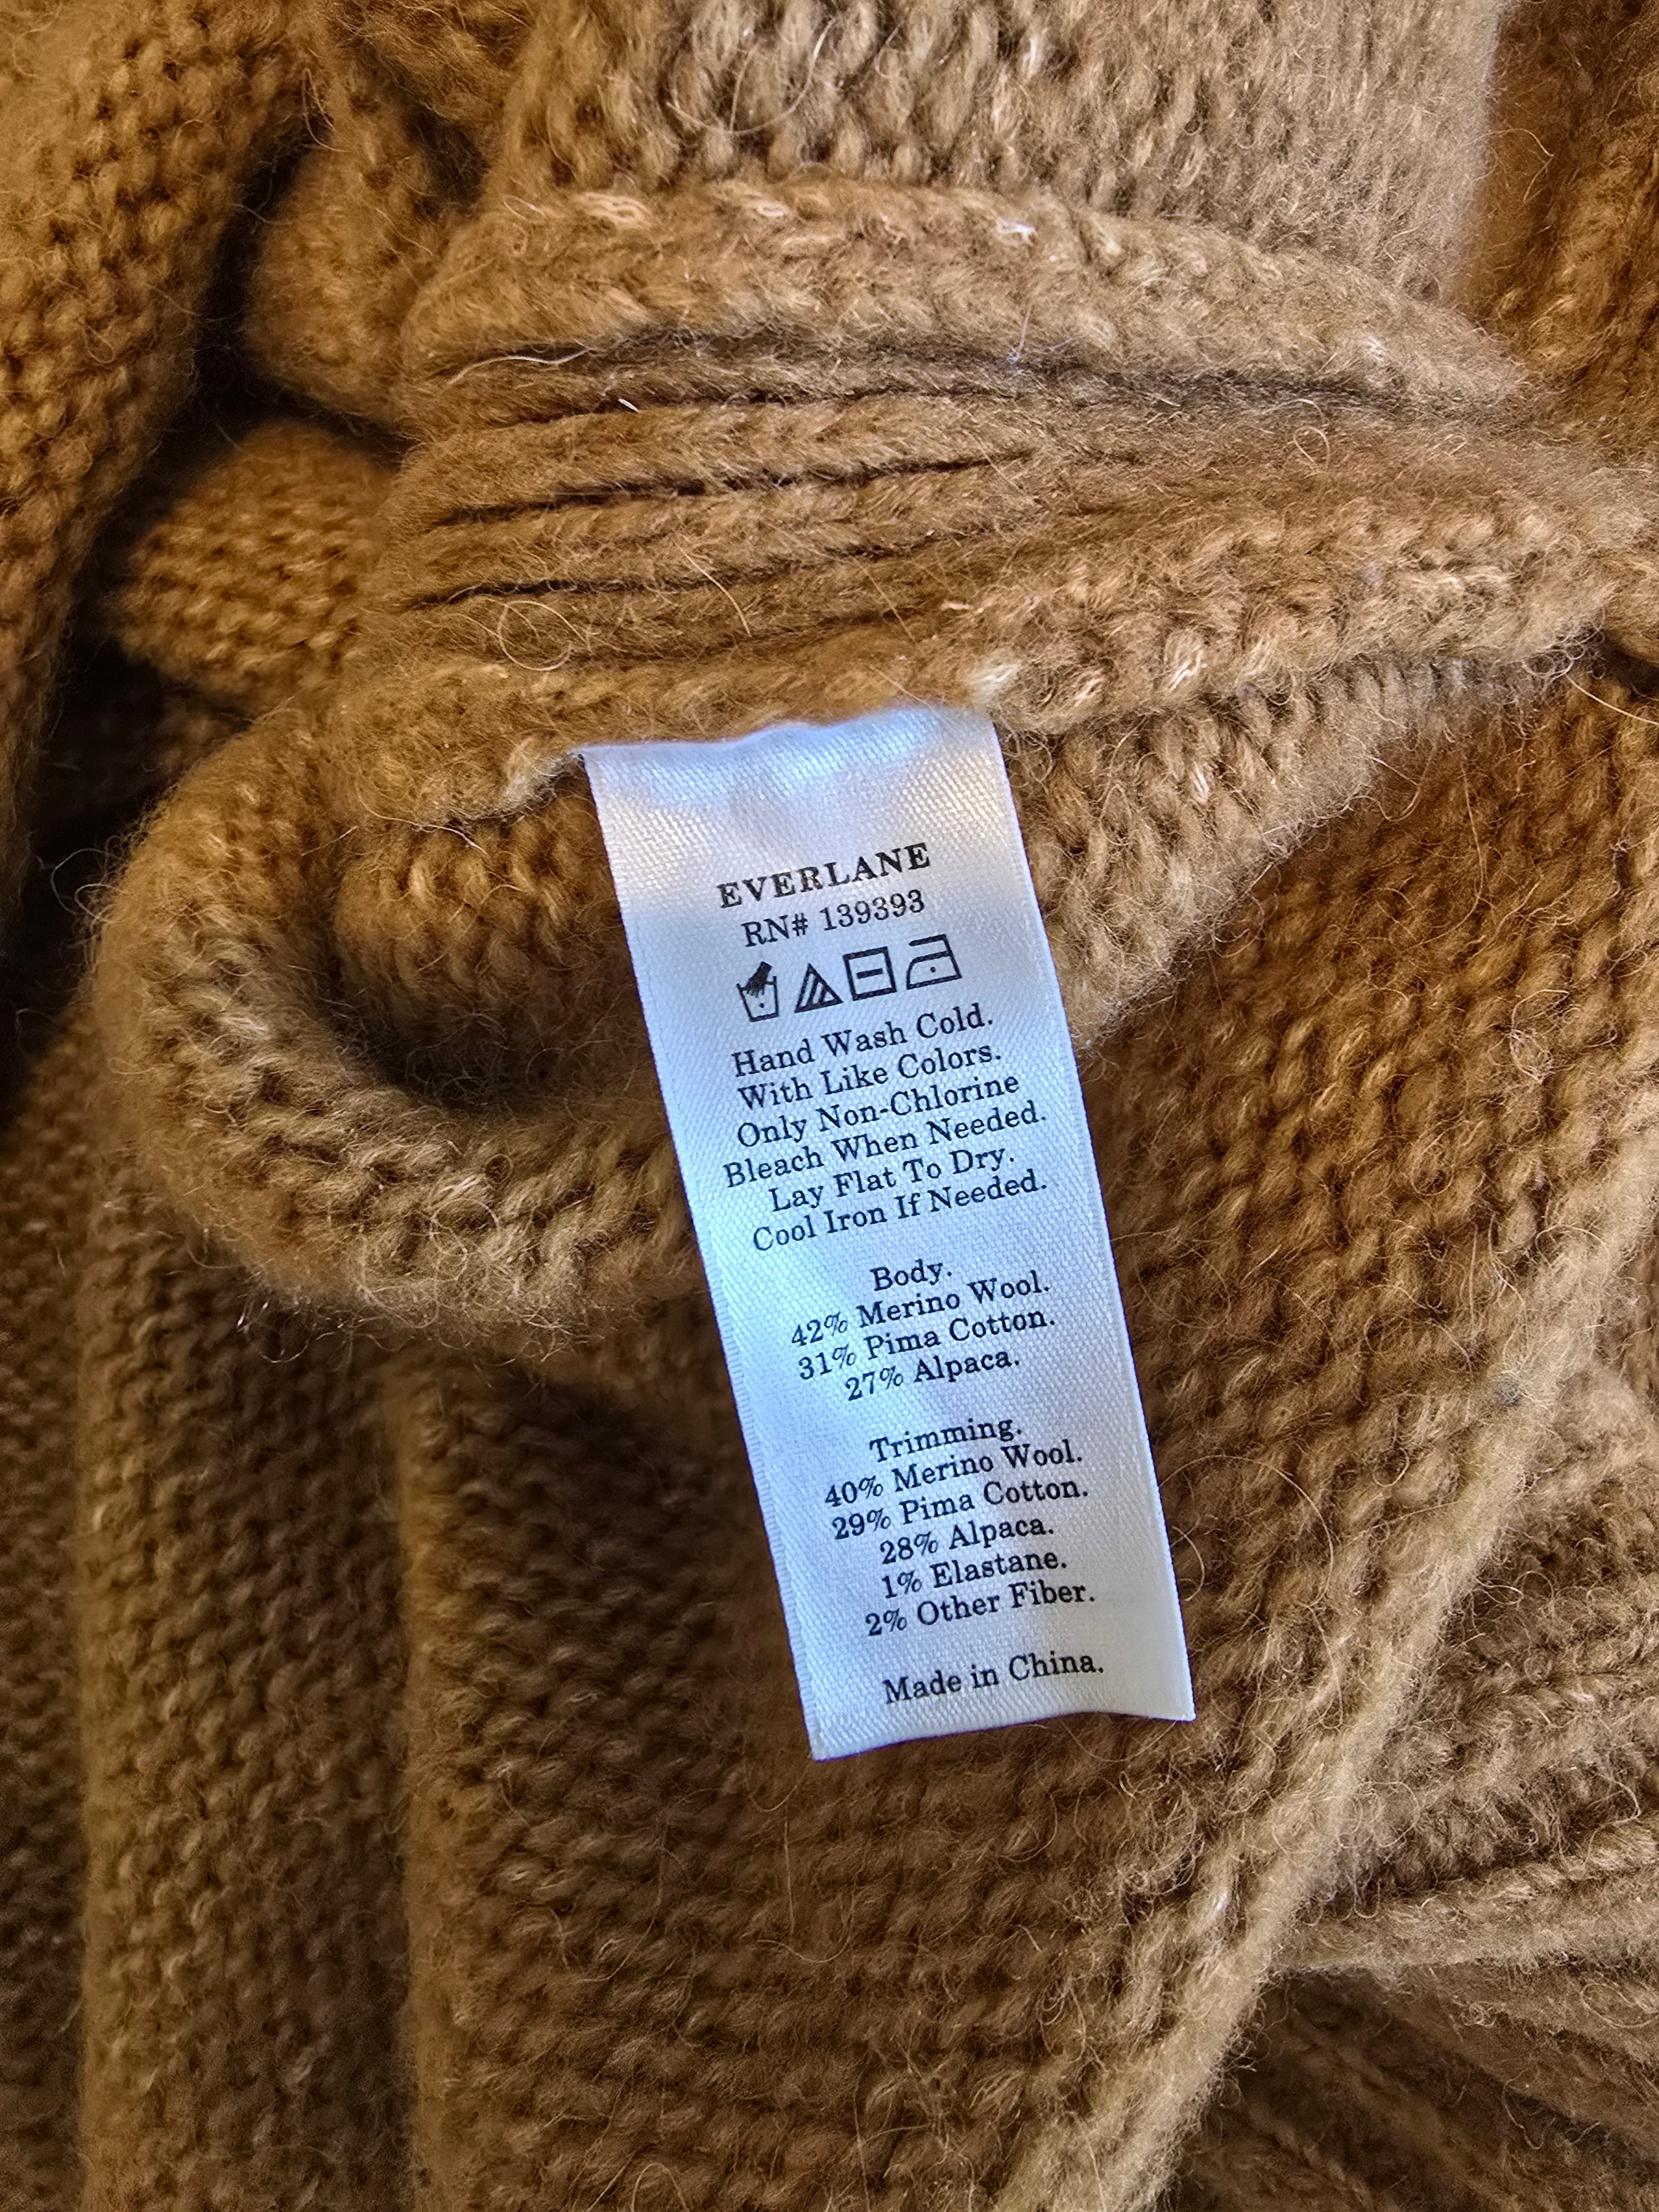 EVERLANE
RN# 139393
Hand Wash Cold.
With Like Colors.
Only Non-Chlorine
Bleach When Needed.
Lay Flat To Dry.
Cool Iron If Needed.
Body.
42% Merino Wool.
31% Pima Cotton.
27% Alpaca.
Trimming.
40% Merino Wool.
29% Pima Cotton.
28% Alpaca.
1% Elastane.
2% Other Fiber.
Made in China.